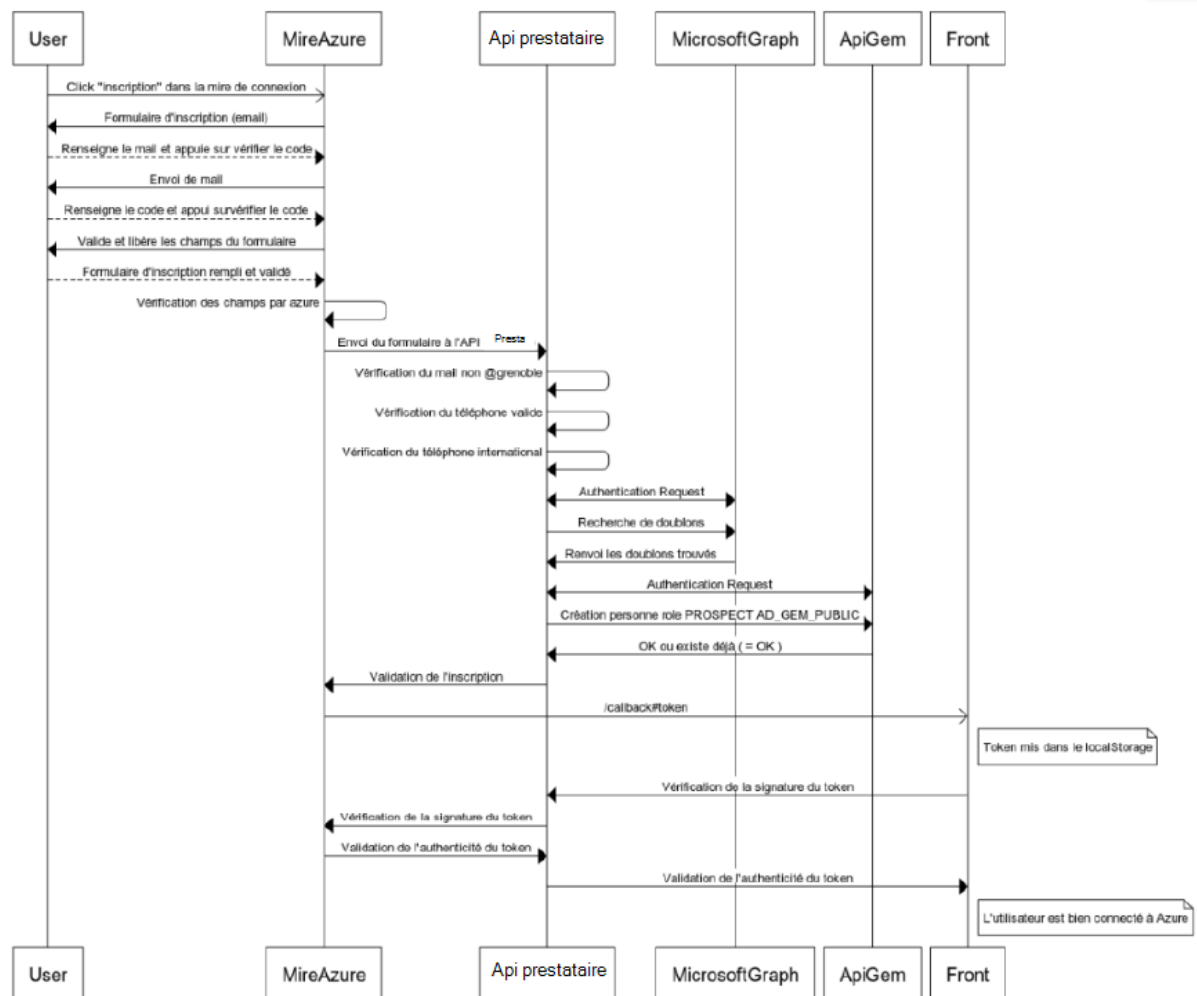 User
MireAzure
Api prestataire
MicrosoftGraph
ApiGem
Front
Click "inscription" dans la mire de connexion
Formulaire d'inscription (email)
Renseigne le mail et appuie sur vérifier le code
Envoi de mail
Renseigne le code et appui survérifier le code
Valide et libère les champs du formulaire
Formulaire d'inscription rempli et validé
Vérification des champs par azure
Envoi du formulaire à l'API Presta
Vérification du mail non @grenoble
Vérification du téléphone valide
Vérification du téléphone international
Authentication Request
Recherche de doublons
Renvoi les doublons trouvés
Authentication Request
Création personne role PROSPECT AD_GEM_PUBLIC
OK ou existe déjà ( = OK )
Validation de l'inscription
/callback#token
Token mis dans le localStorage
Vérification de la signature du token
Vérification de la signature du token
Validation de l'authenticité du token
Validation de l'authenticité du token
L'utilisateur est bien connecté à Azure
User
MireAzure
Api prestataire
MicrosoftGraph
ApiGem
Front